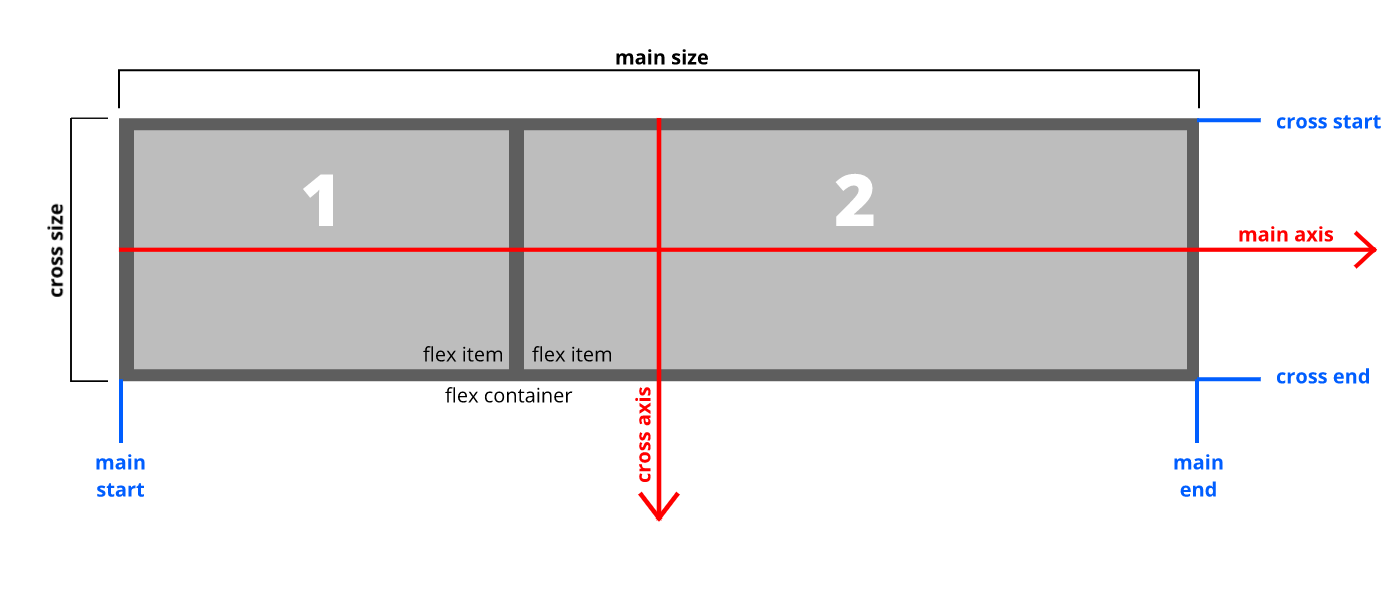 main size
cross start
cross size
1
2
main axis
flex item
flex item
cross end
flex container
cross axis
main
start
main
end